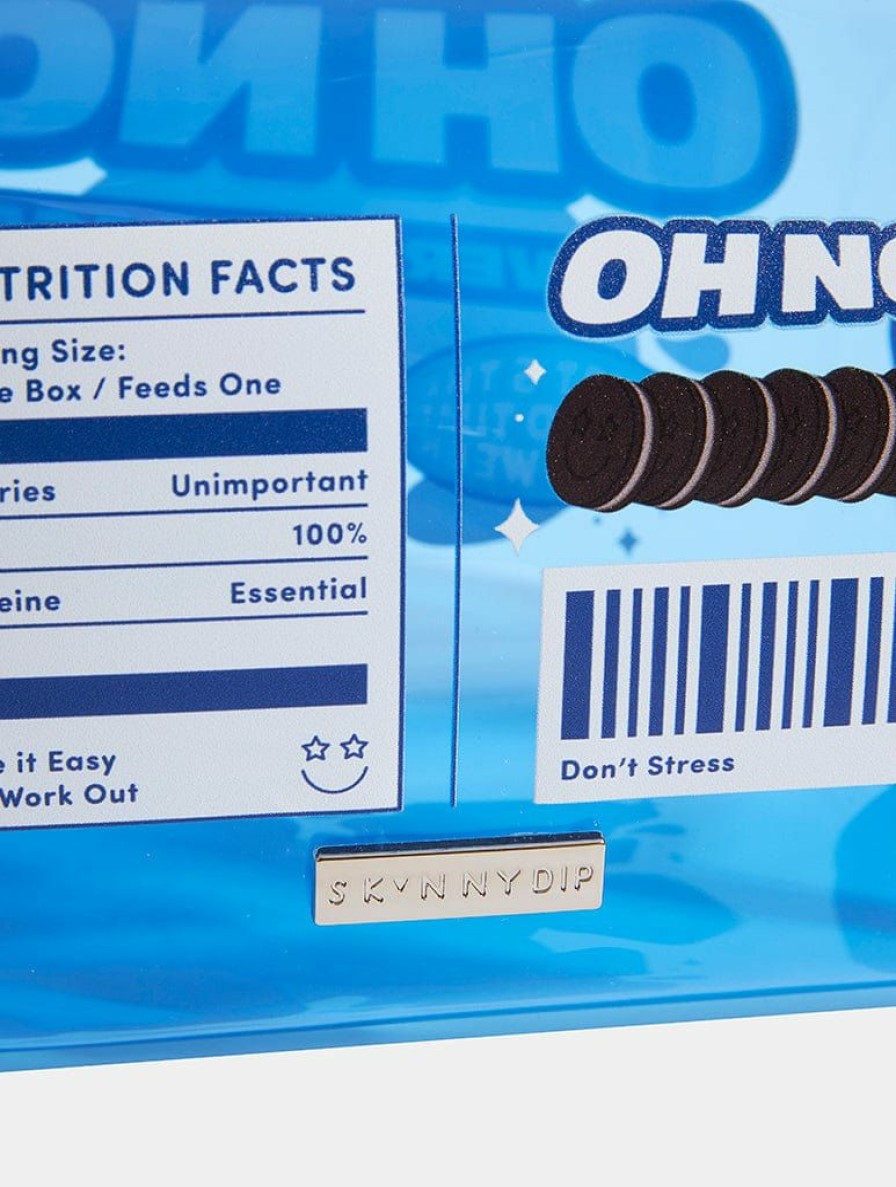 OH NO
TRITION FACTS
ng Size:
e Box / Feeds One
ries Unimportant
100%
eine Essential
e it Easy
Work Out
OH NO
Don't Stress
SKYNNYDIP